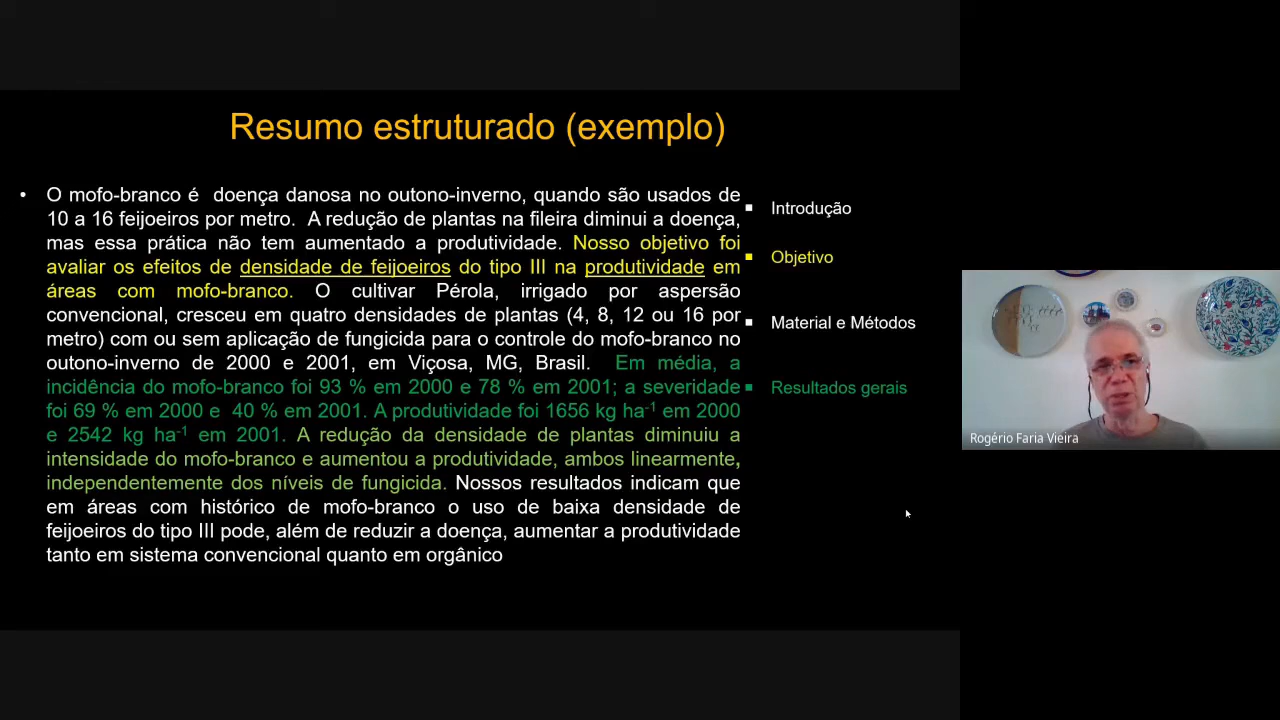 Resumo estruturado (exemplo)
• O mofo-branco é doença danosa no outono-inverno, quando são usados de
10 a 16 feijoeiros por metro. A redução de plantas na fileira diminui a doença,
mas essa prática não tem aumentado a produtividade. Nosso objetivo foi
avaliar os efeitos de densidade de feijoeiros do tipo III na produtividade em
áreas com mofo-branco. O cultivar Pérola, irrigado por aspersão
convencional, cresceu em quatro densidades de plantas (4, 8, 12 ou 16 por
metro) com ou sem aplicação de fungicida para o controle do mofo-branco no
outono-inverno de 2000 e 2001, em Viçosa, MG, Brasil. Em média, a
incidência do mofo-branco foi 93 % em 2000 e 78 % em 2001; a severidade
foi 69 % em 2000 e 40 % em 2001. A produtividade foi 1656 kg ha⁻¹ em 2000
e 2542 kg ha⁻¹ em 2001. A redução da densidade de plantas diminuiu a
intensidade do mofo-branco e aumentou a produtividade, ambos linearmente,
independentemente dos níveis de fungicida. Nossos resultados indicam que
em áreas com histórico de mofo-branco o uso de baixa densidade de
feijoeiros do tipo III pode, além de reduzir a doença, aumentar a produtividade
tanto em sistema convencional quanto em orgânico
▪ Introdução
▪ Objetivo
▪ Material e Métodos
▪ Resultados gerais
Rogério Faria Vieira